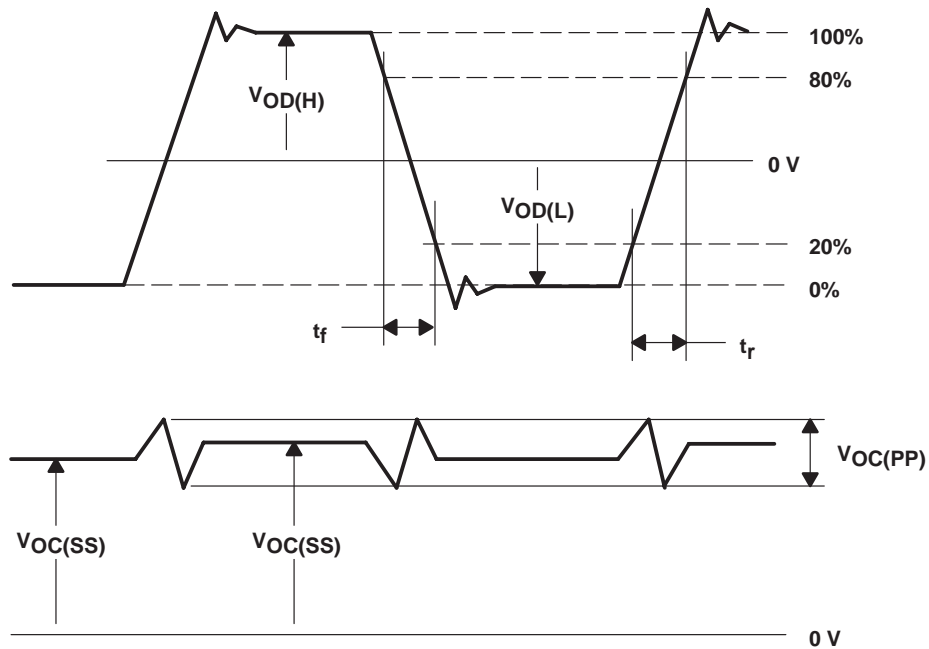 100%
80%
VOD(H)
0 V
VOD(L)
20%
0%
tf
tr
VOC(PP)
VOC(SS)
VOC(SS)
0 V